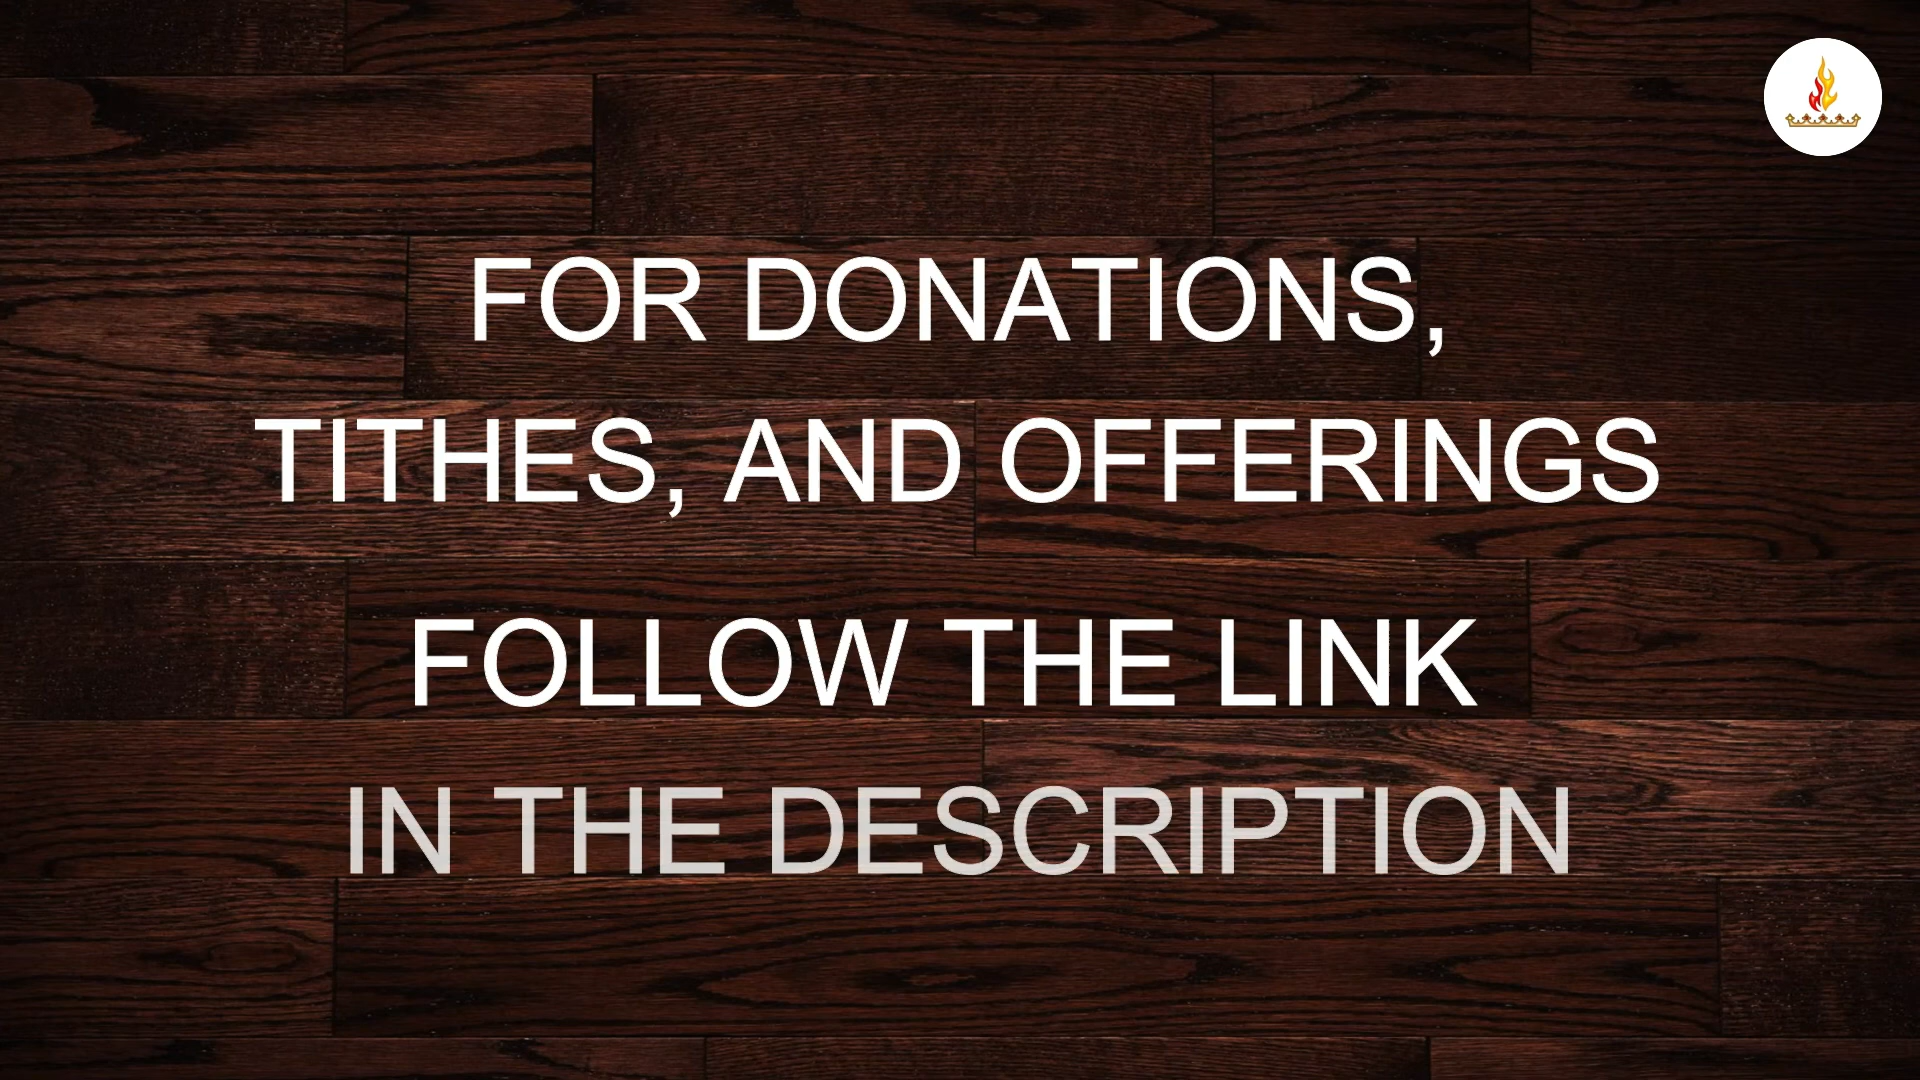 FOR DONATIONS,
TITHES, AND OFFERINGS
FOLLOW THE LINK
IN THE DESCRIPTION